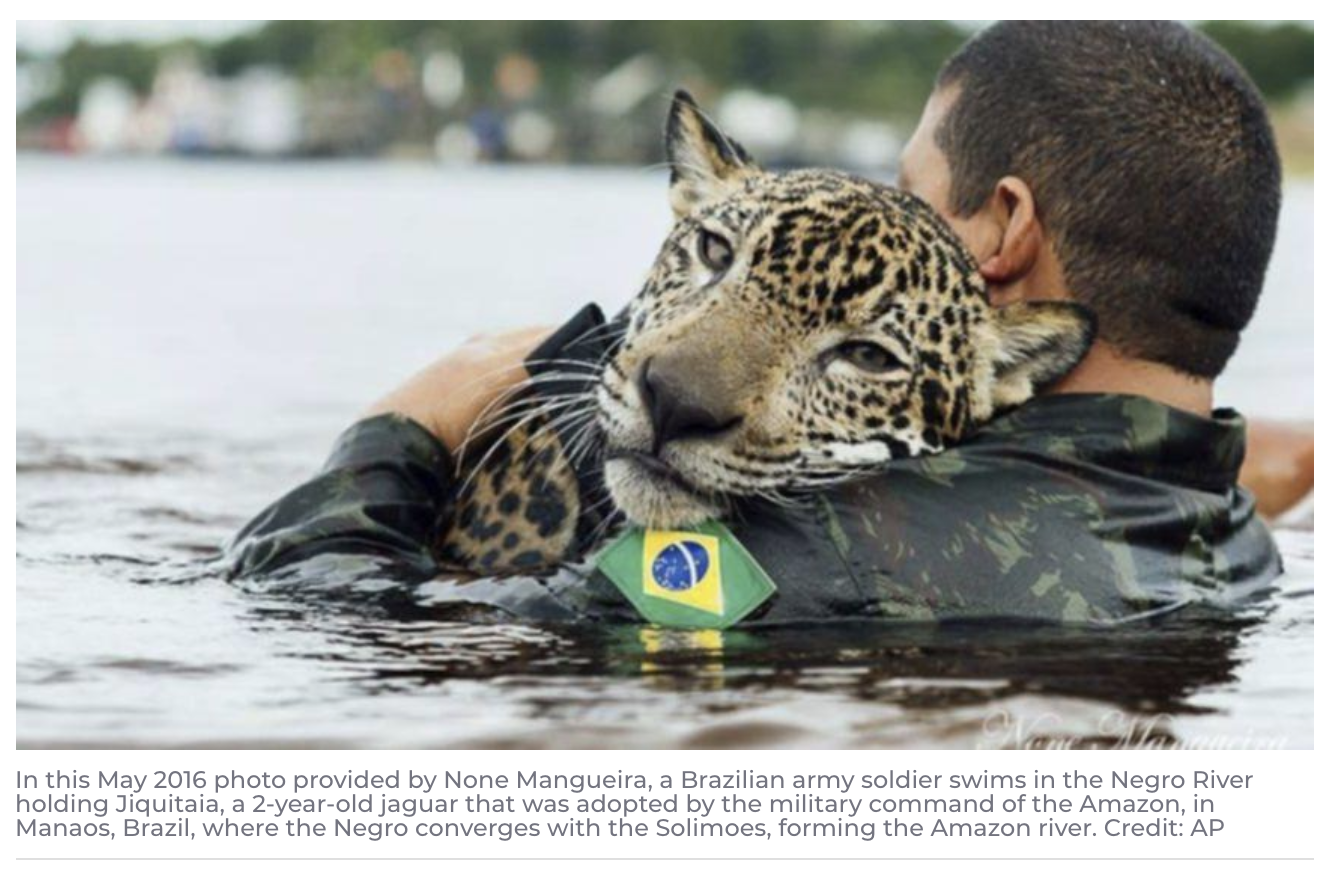 None Mangueira
In this May 2016 photo provided by None Mangueira, a Brazilian army soldier swims in the Negro River
holding Jiquitaia, a 2-year-old jaguar that was adopted by the military command of the Amazon, in
Manaos, Brazil, where the Negro converges with the Solimoes, forming the Amazon river. Credit: AP